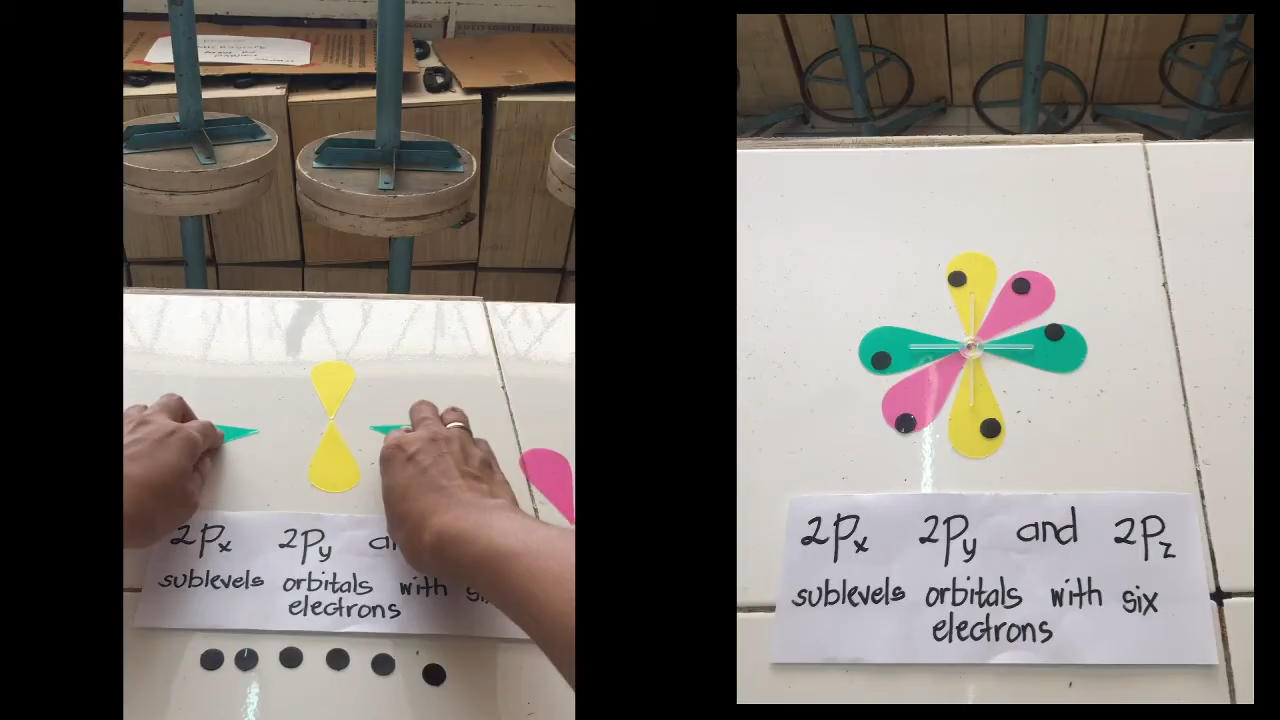 2Px 2Py
sublevels orbitals with
electrons
2Px 2Py and 2Pz
sublevels orbitals with six
electrons